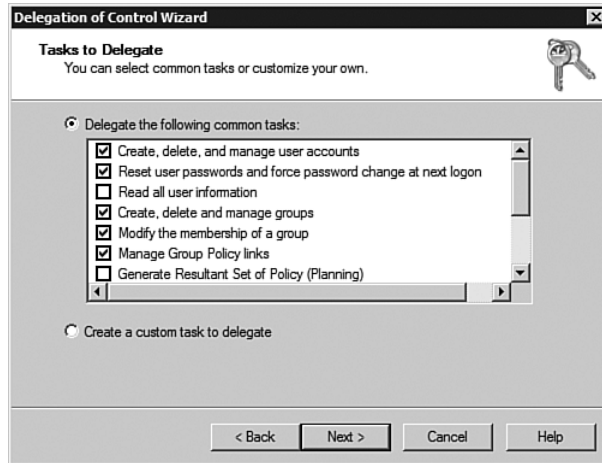 Delegation of Control Wizard
Tasks to Delegate
You can select common tasks or customize your own.
Delegate the following common tasks:
Create, delete, and manage user accounts
Reset user passwords and force password change at next logon
Read all user information
Create, delete and manage groups
Modify the membership of a group
Manage Group Policy links
Generate Resultant Set of Policy (Planning)
Create a custom task to delegate
< Back Next > Cancel Help